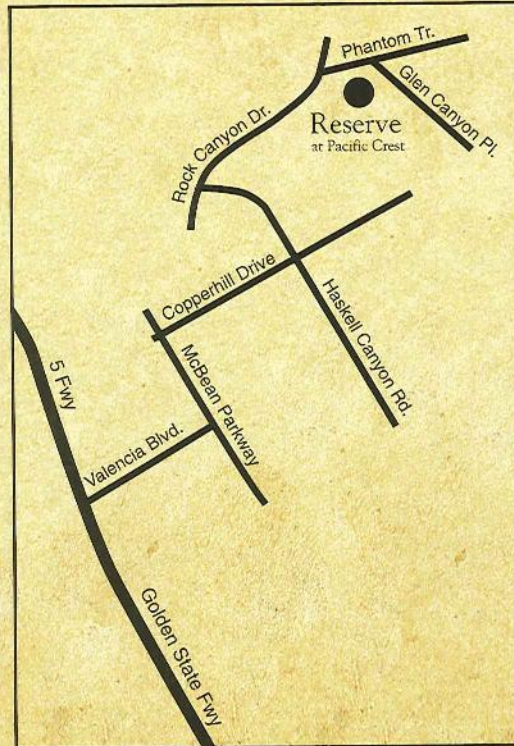 Phantom Tr.
Glen Canyon Pl.
Rock Canyon Dr.
Reserve
at Pacific Crest
Copperhill Drive
Haskell Canyon Rd.
5 Fwy
McBean Parkway
Valencia Blvd.
Golden State Fwy